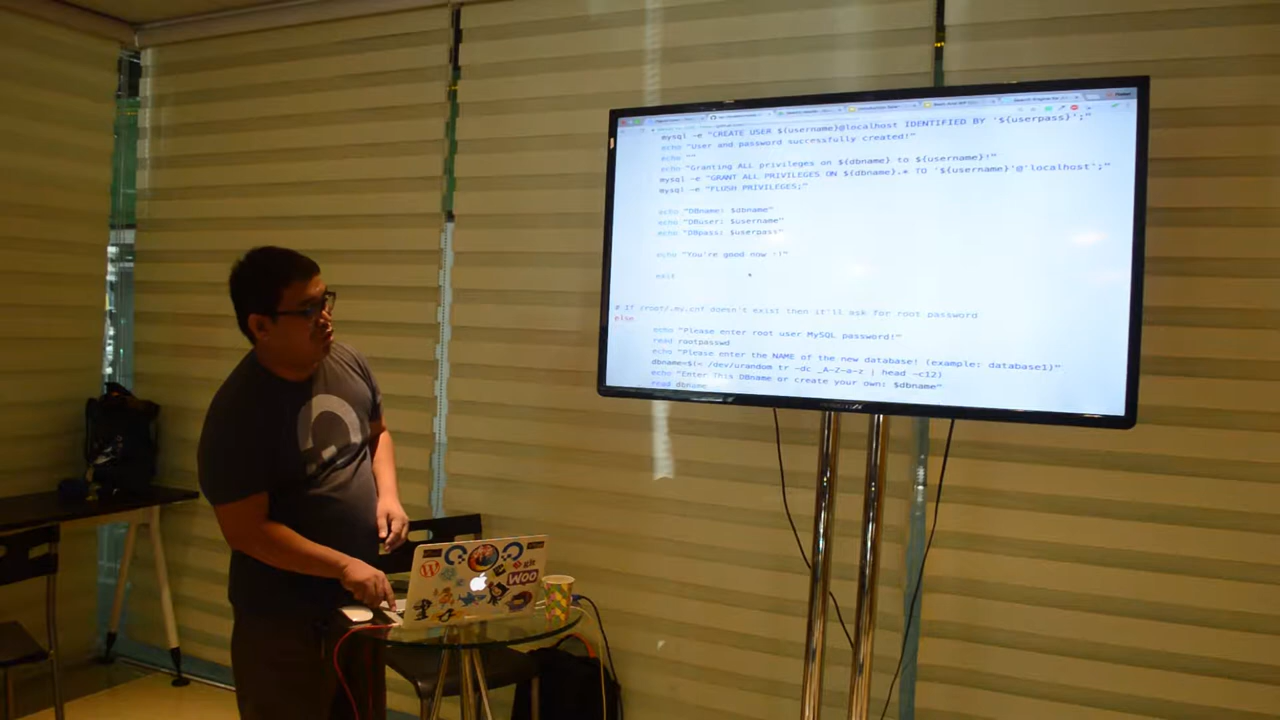 mysql -e "CREATE USER ${username}@localhost IDENTIFIED BY '${userpass}';"
echo "User and password successfully created!"
echo ""
echo "Granting ALL privileges on ${dbname} to ${username}!"
mysql -e "GRANT ALL PRIVILEGES ON ${dbname}.* TO '${username}'@'localhost';"
mysql -e "FLUSH PRIVILEGES;"
echo "DBname: $dbname"
echo "DBuser: $username"
echo "DBpass: $userpass"
echo "You're good now :)"
exit
# If /root/.my.cnf doesn't exist then it'll ask for root password
else
echo "Please enter root user MySQL password!"
read rootpasswd
echo "Please enter the NAME of the new database! (example: database1)"
dbname=$(< /dev/urandom tr -dc _A-Z-a-z | head -c12)
echo "Enter This DBname or create your own: $dbname"
read dbname
git
WOO